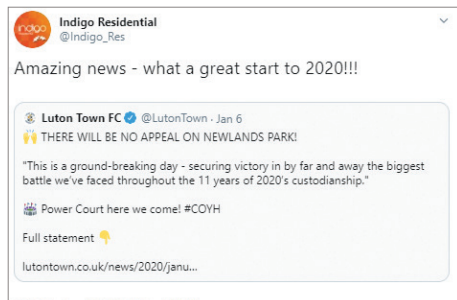 indigo
Indigo Residential
@Indigo_Res
Amazing news - what a great start to 2020!!!
Luton Town FC @LutonTown · Jan 6
🙌 THERE WILL BE NO APPEAL ON NEWLANDS PARK!
"This is a ground-breaking day - securing victory in by far and away the biggest
battle we've faced throughout the 11 years of 2020's custodianship."
🏟 Power Court here we come! #COYH
Full statement 👇
lutontown.co.uk/news/2020/janu...